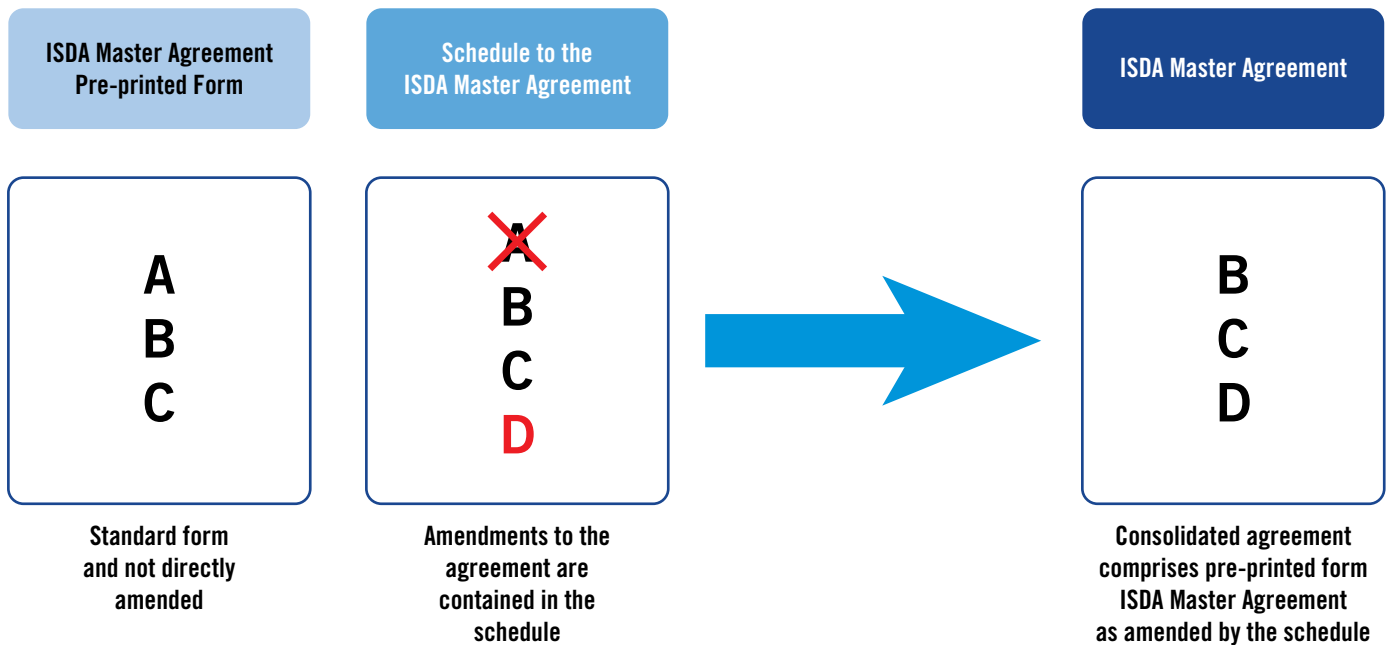 ISDA Master Agreement
Pre-printed Form
Schedule to the
ISDA Master Agreement
ISDA Master Agreement
A
B
C
A
B
C
D
B
C
D
Standard form
and not directly
amended
Amendments to the
agreement are
contained in the
schedule
Consolidated agreement
comprises pre-printed form
ISDA Master Agreement
as amended by the schedule